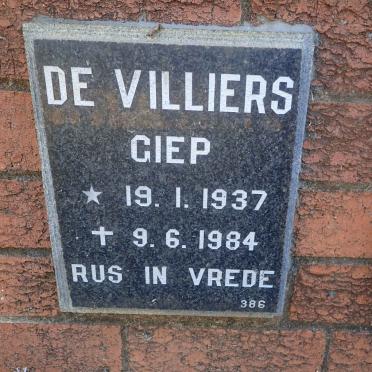 DE VILLIERS
GIEP
★ 19. 1. 1937
✝ 9. 6. 1984
RUS IN VREDE
386